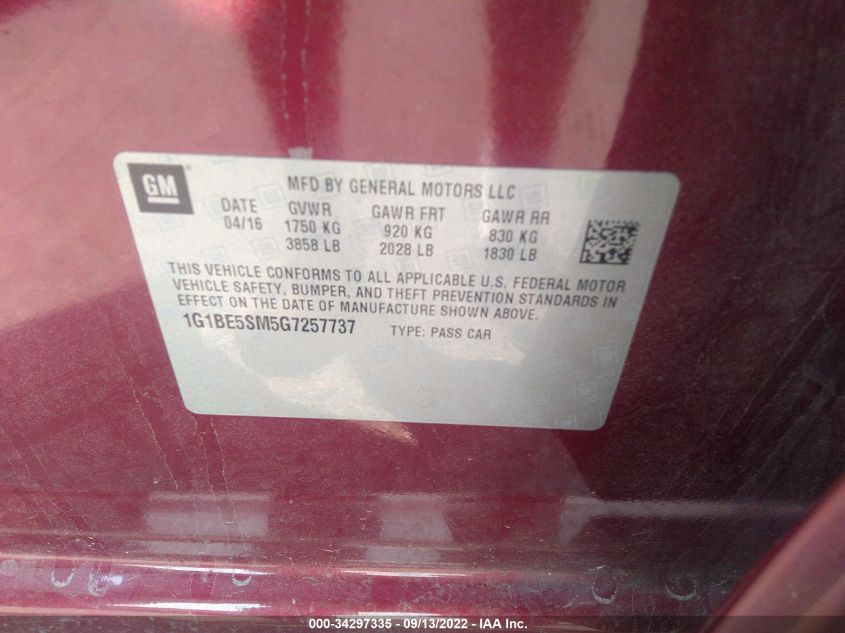 GM
MFD BY GENERAL MOTORS LLC
DATE GVWR GAWR FRT GAWR RR
04/16 1750 KG 920 KG 830 KG
3858 LB 2028 LB 1830 LB
THIS VEHICLE CONFORMS TO ALL APPLICABLE U.S. FEDERAL MOTOR
VEHICLE SAFETY, BUMPER, AND THEFT PREVENTION STANDARDS IN
EFFECT ON THE DATE OF MANUFACTURE SHOWN ABOVE.
1G1BE5SM5G7257737 TYPE: PASS CAR
000-34297335 - 09/13/2022 - IAA Inc.